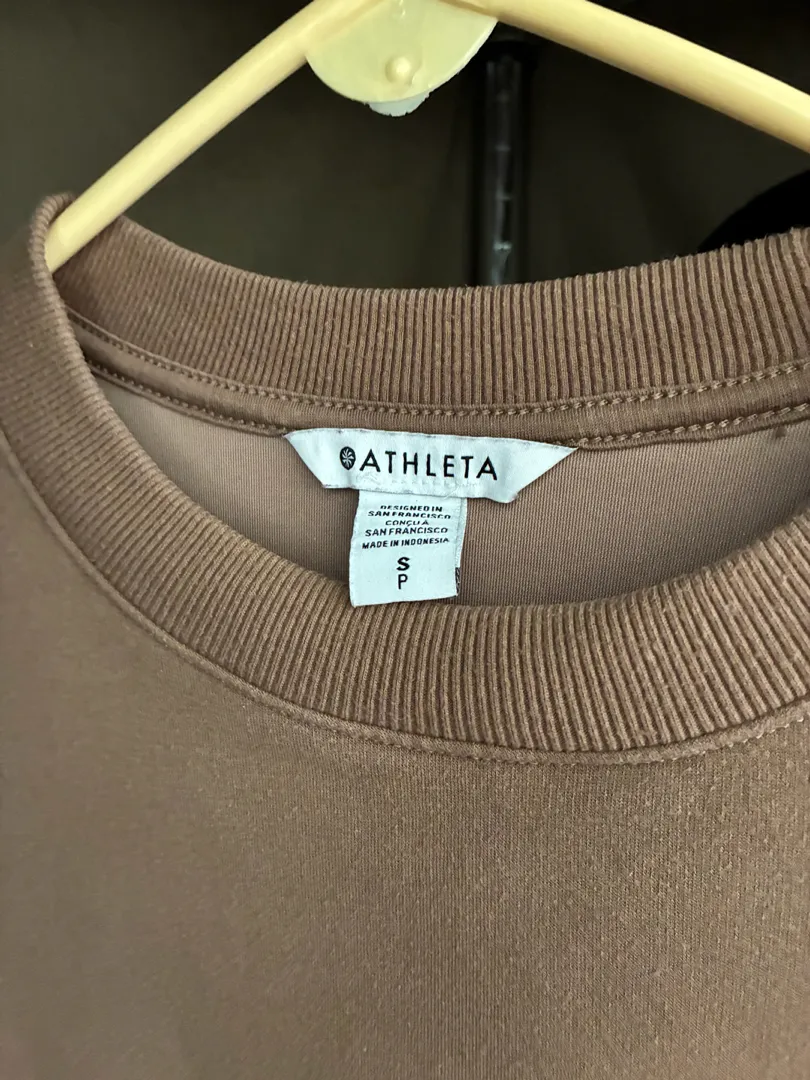 ATHLETA
DESIGNED IN
SAN FRANCISCO
CONÇU À
SAN FRANCISCO
MADE IN INDONESIA
S
P